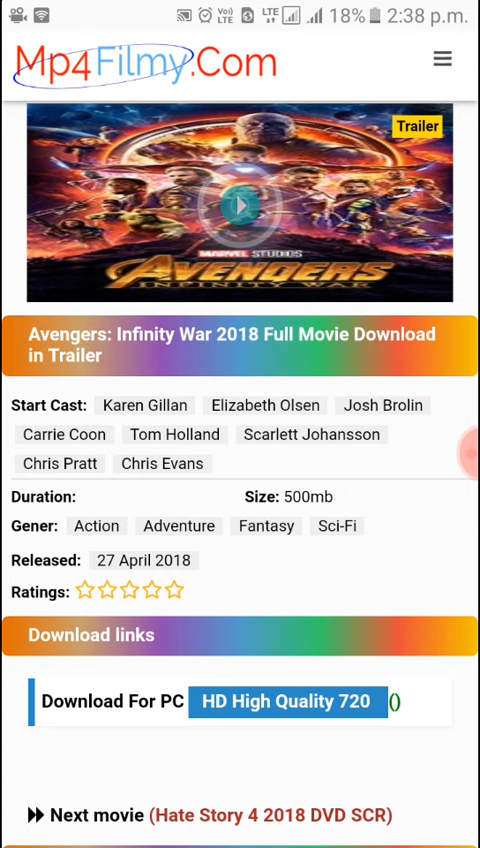 Voi) LTE LTE 18% 2:38 p.m.
Mp4Filmy.Com
Trailer
MARVEL STUDIOS
AVENGERS
INFINITY WAR
Avengers: Infinity War 2018 Full Movie Download
in Trailer
Start Cast: Karen Gillan Elizabeth Olsen Josh Brolin
Carrie Coon Tom Holland Scarlett Johansson
Chris Pratt Chris Evans
Duration: Size: 500mb
Gener: Action Adventure Fantasy Sci-Fi
Released: 27 April 2018
Ratings:
Download links
Download For PC HD High Quality 720 ()
Next movie (Hate Story 4 2018 DVD SCR)